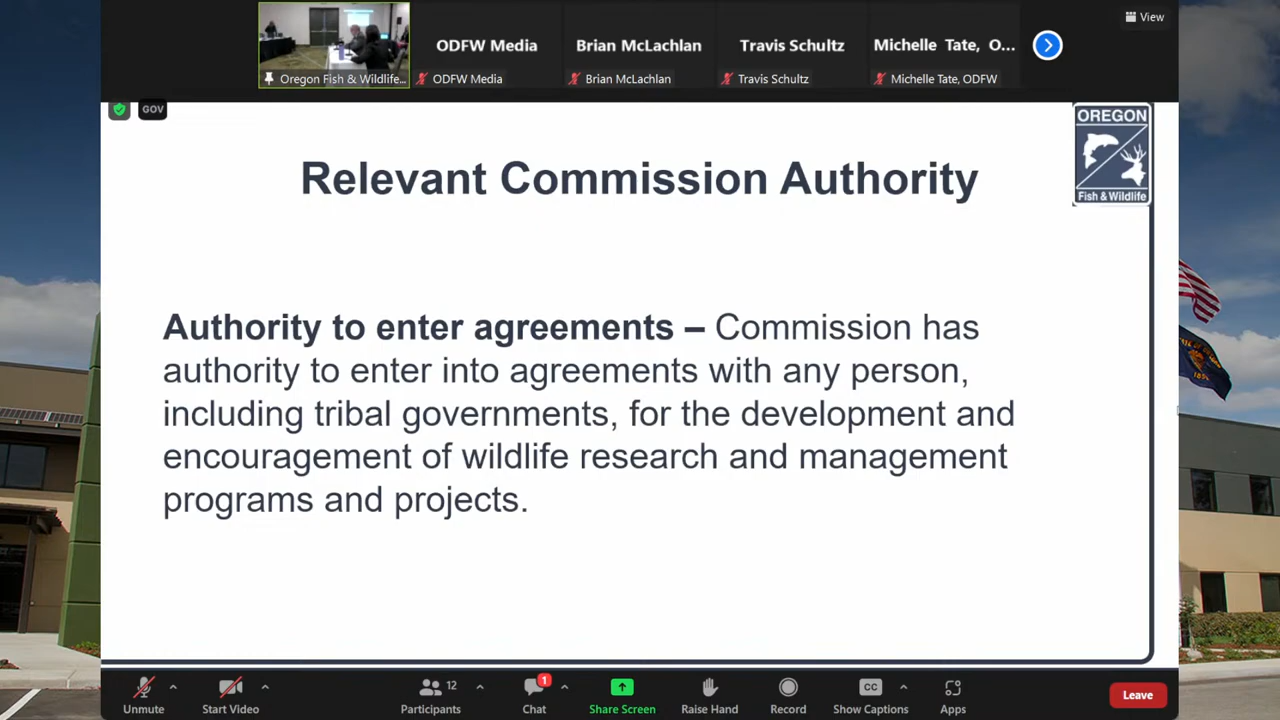 View
ODFW Media
Brian McLachlan
Travis Schultz
Michelle Tate, O...
Oregon Fish & Wildlife...
ODFW Media
Brian McLachlan
Travis Schultz
Michelle Tate, ODFW
GOV
OREGON
Fish & Wildlife
Relevant Commission Authority
Authority to enter agreements – Commission has
authority to enter into agreements with any person,
including tribal governments, for the development and
encouragement of wildlife research and management
programs and projects.
Unmute
Start Video
12
Participants
1
Chat
Share Screen
Raise Hand
Record
CC
Show Captions
Apps
Leave